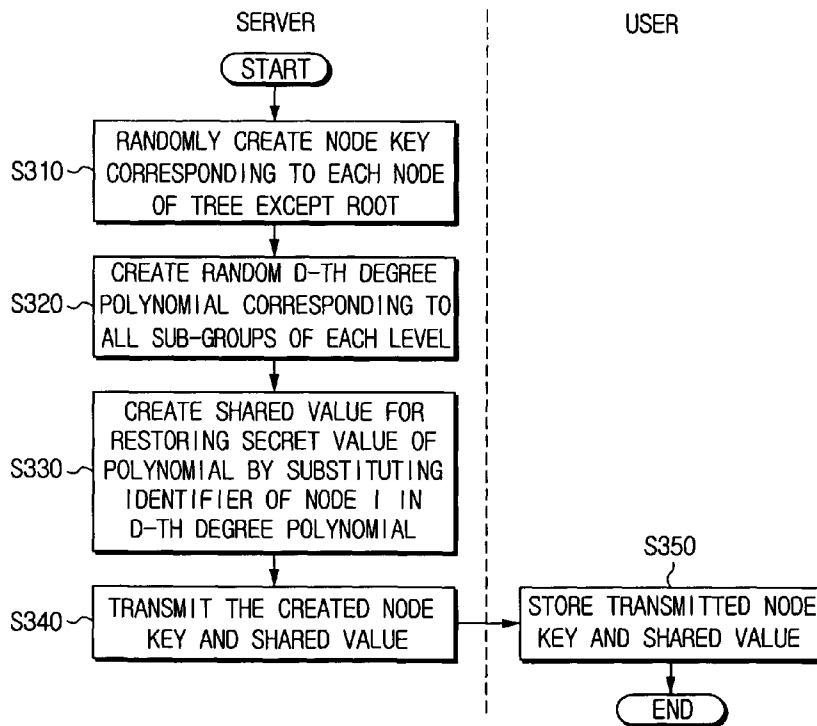 SERVER
USER
START
S310
RANDOMLY CREATE NODE KEY
CORRESPONDING TO EACH NODE
OF TREE EXCEPT ROOT
S320
CREATE RANDOM D-TH DEGREE
POLYNOMIAL CORRESPONDING TO
ALL SUB-GROUPS OF EACH LEVEL
S330
CREATE SHARED VALUE FOR
RESTORING SECRET VALUE OF
POLYNOMIAL BY SUBSTITUTING
IDENTIFIER OF NODE I IN
D-TH DEGREE POLYNOMIAL
S340
TRANSMIT THE CREATED NODE
KEY AND SHARED VALUE
S350
STORE TRANSMITTED NODE
KEY AND SHARED VALUE
END